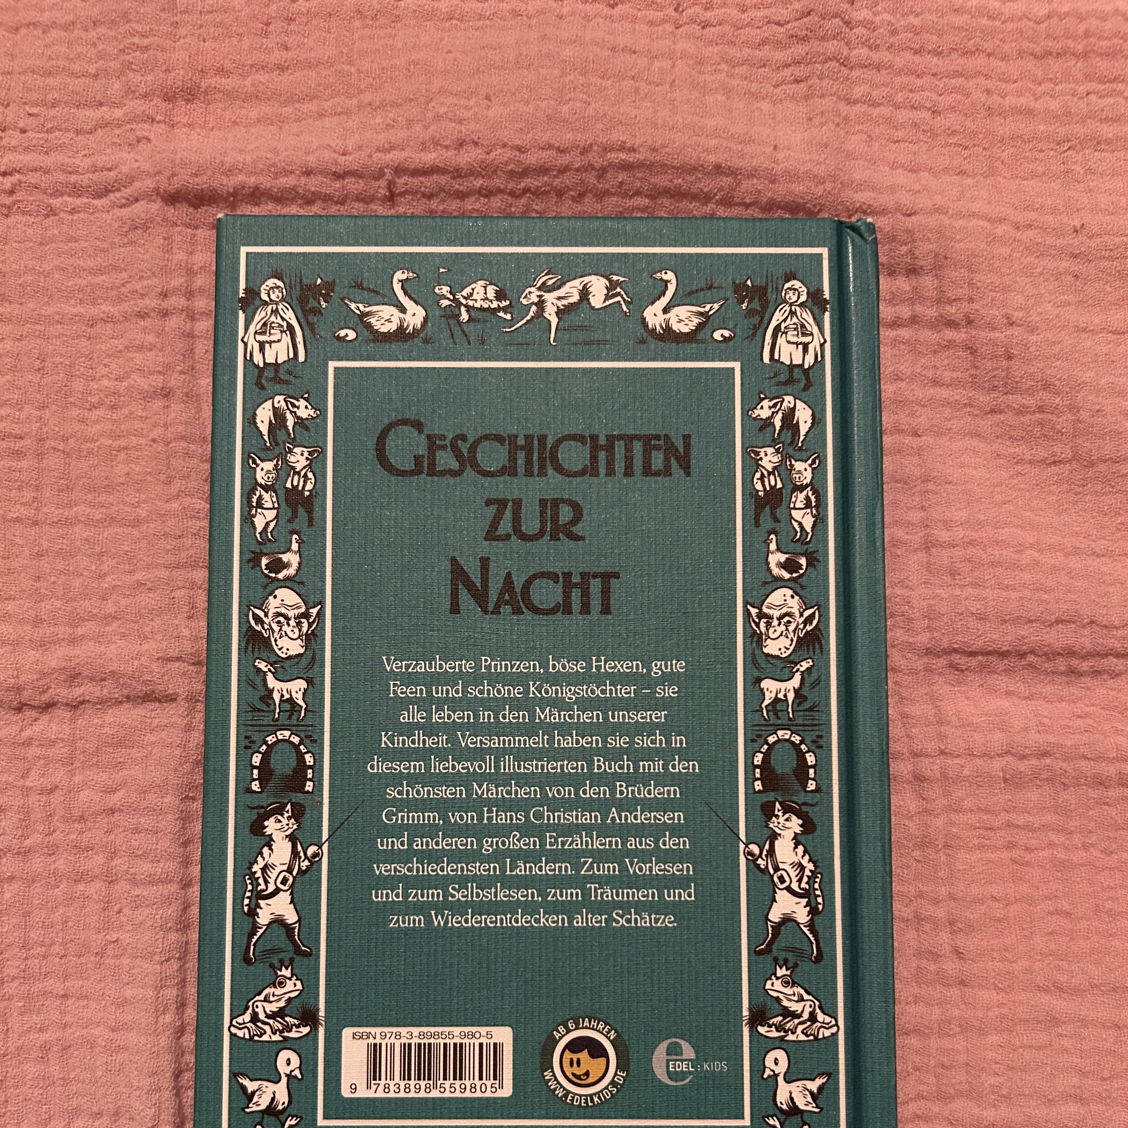 GESCHICHTEN
ZUR
NACHT
Verzauberte Prinzen, böse Hexen, gute
Feen und schöne Königstöchter – sie
alle leben in den Märchen unserer
Kindheit. Versammelt haben sie sich in
diesem liebevoll illustrierten Buch mit den
schönsten Märchen von den Brüdern
Grimm, von Hans Christian Andersen
und anderen großen Erzählern aus den
verschiedensten Ländern. Zum Vorlesen
und zum Selbstlesen, zum Träumen und
zum Wiederentdecken alter Schätze.
ISBN 978-3-89855-980-5
9 783898 559805
AB 6 JAHREN
WWW.EDELKIDS.DE
e
EDEL : KIDS